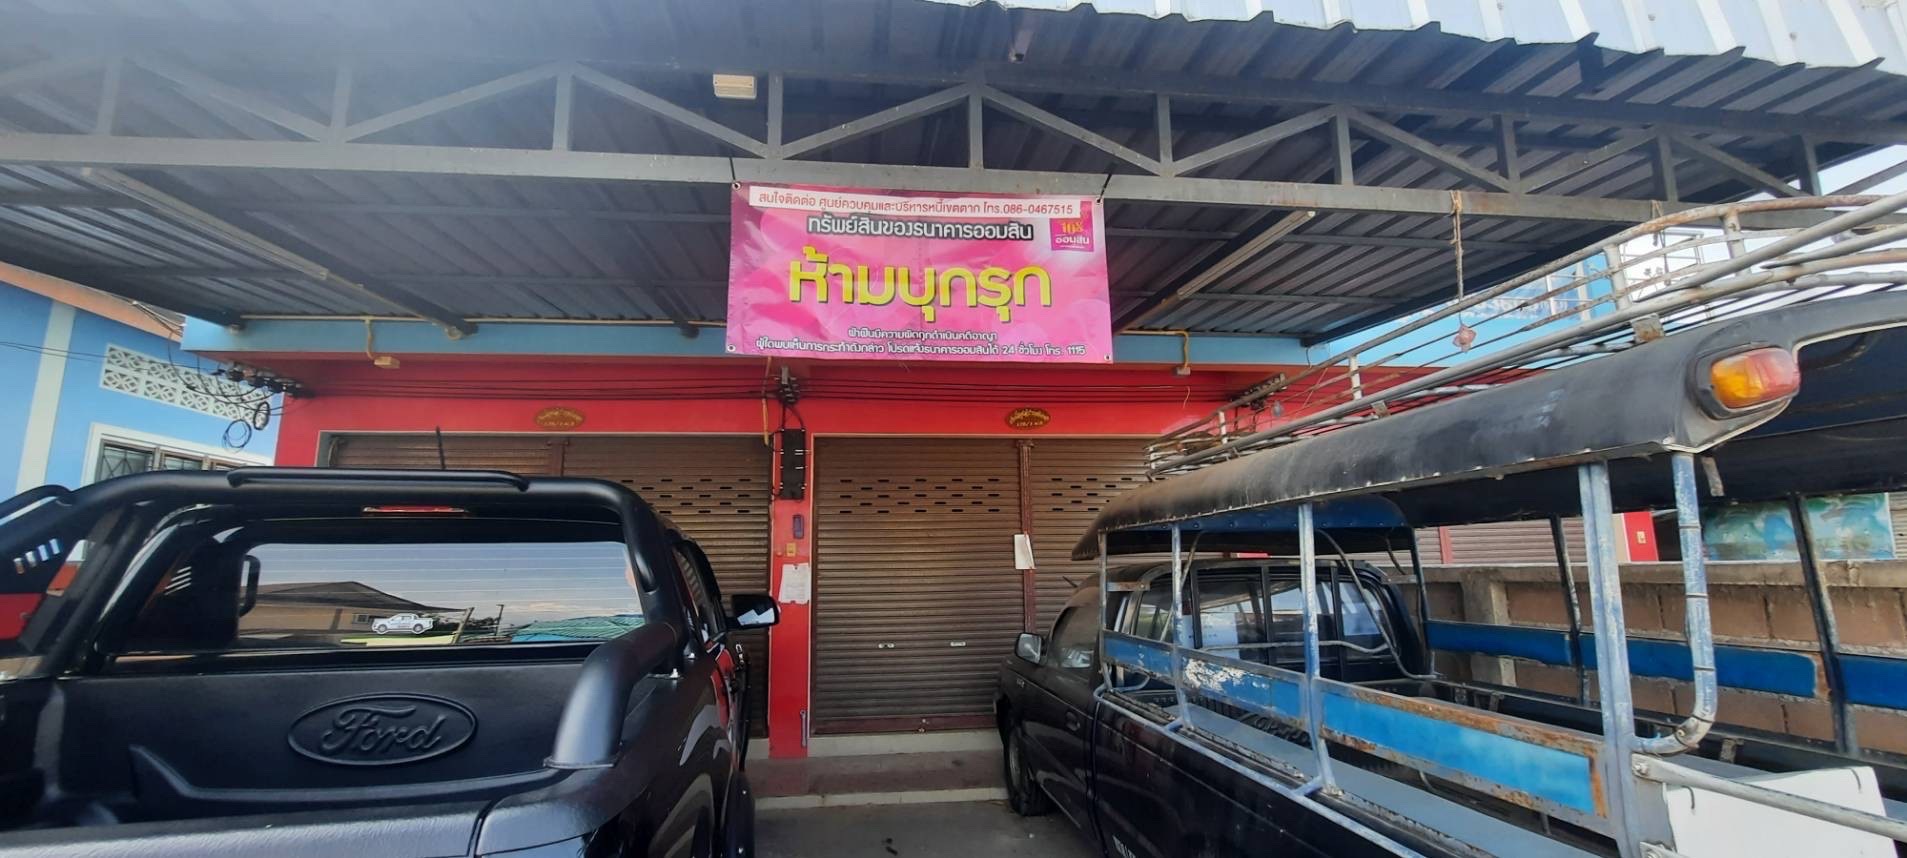 สนใจติดต่อ ศูนย์ควบคุมและบริหารหนี้เขตตาก โทร.086-0467515
ทรัพย์สินของธนาคารออมสิน
ออมสิน
ห้ามบุกรุก
ฝ่าฝืนมีความผิดถูกดำเนินคดีอาญา
ผู้ใดพบเห็นการกระทำดังกล่าว โปรดแจ้งธนาคารออมสินได้ 24 ชั่วโมง โทร. 1115
Ford